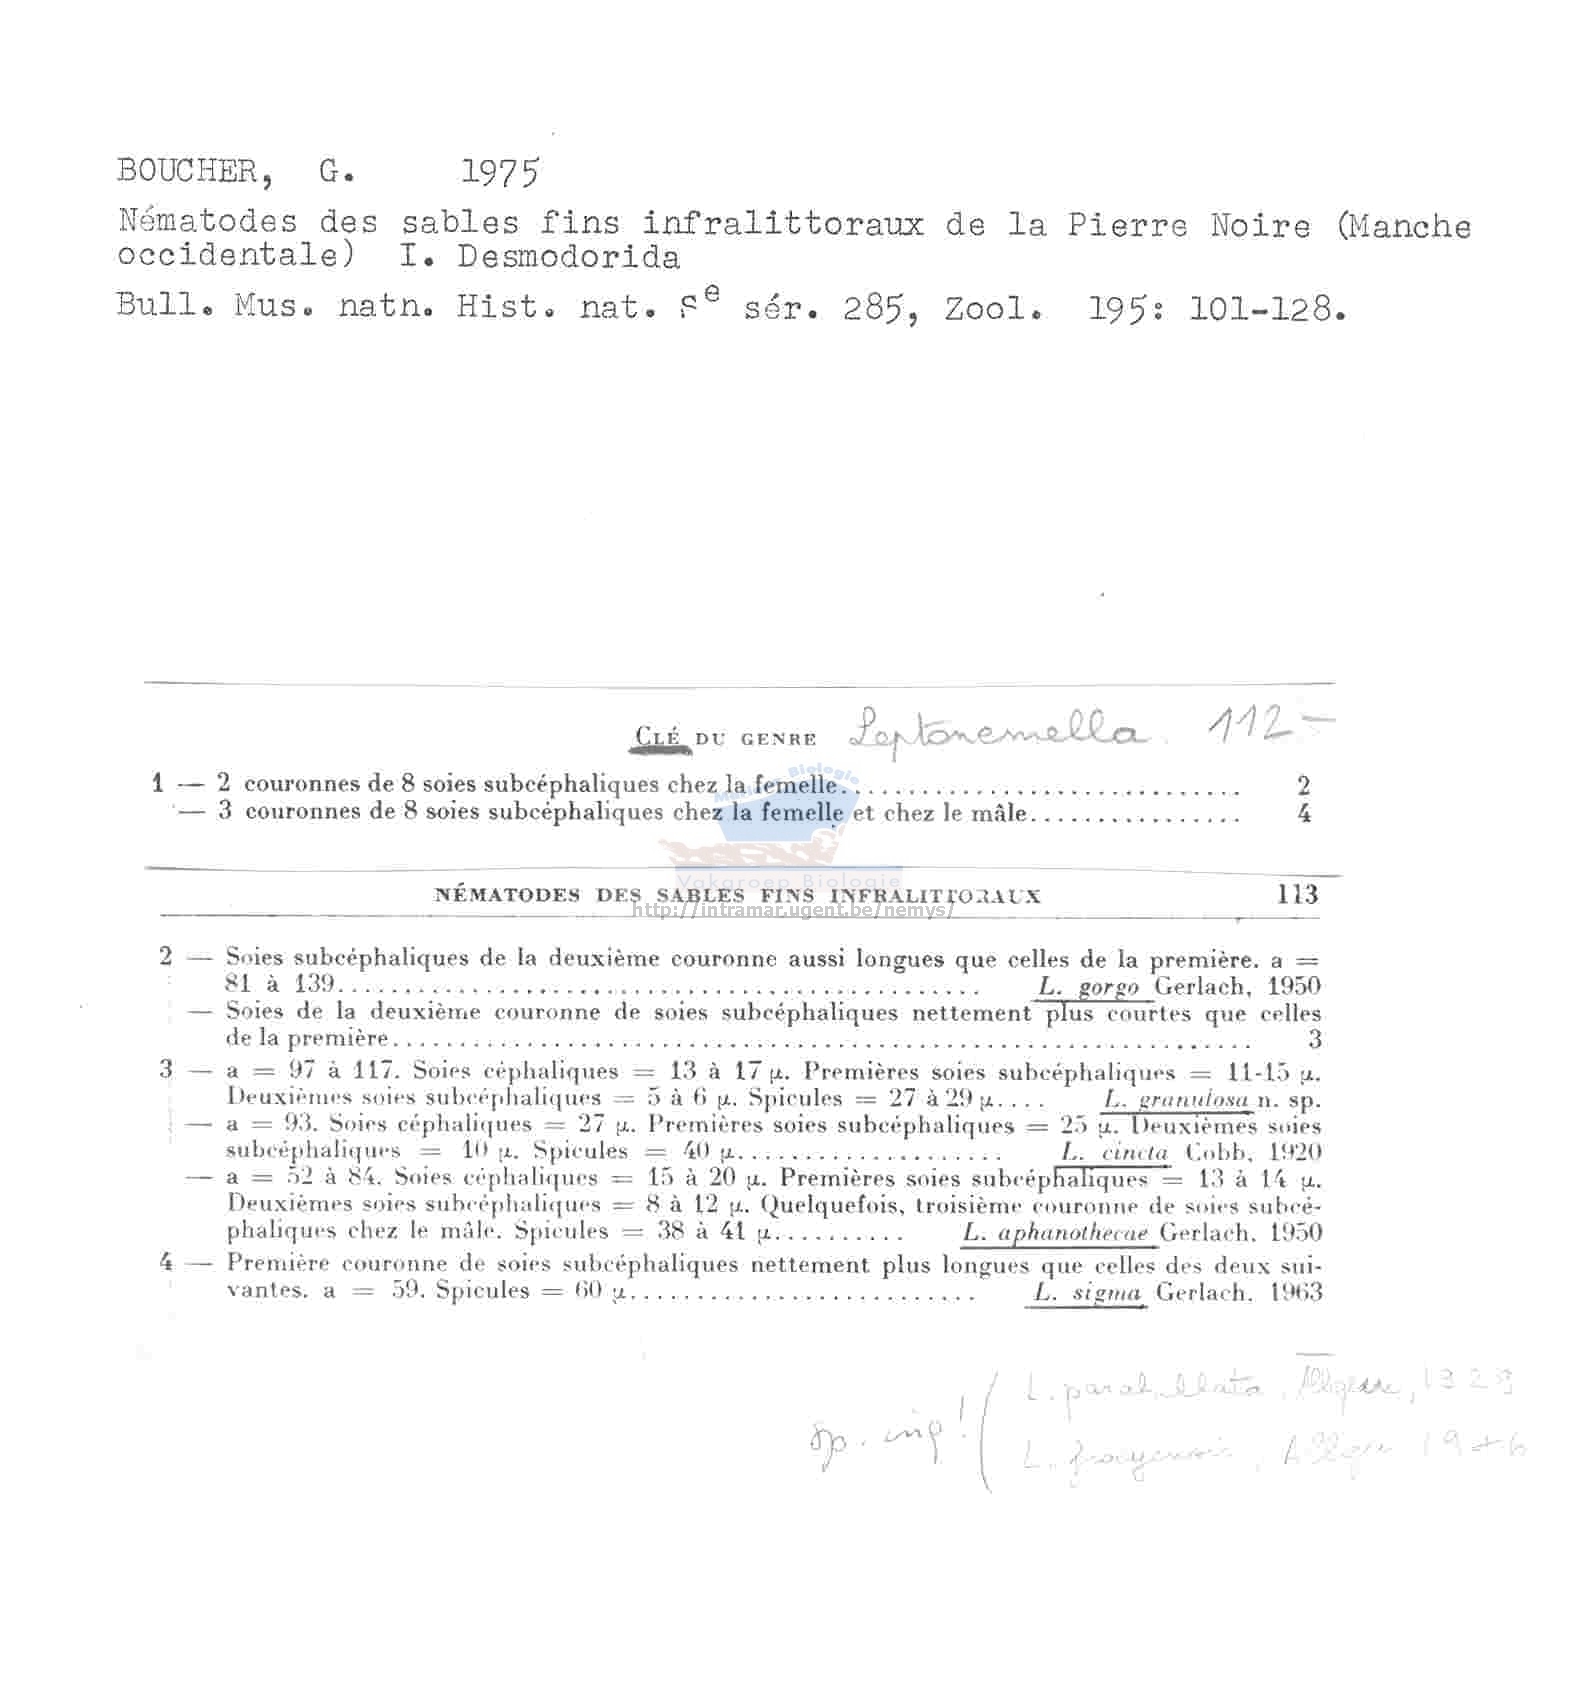 BOUCHER, G. 1975
Nématodes des sables fins infralittoraux de la Pierre Noire (Manche
occidentale) I. Desmodorida
Bull. Mus. natn. Hist. nat. sér. 285, Zool. 195: 101-128.
CLÉ DU GENRE Leptonemella. 112-
1 — 2 couronnes de 8 soies subcéphaliques chez la femelle.............................. 2
— 3 couronnes de 8 soies subcéphaliques chez la femelle et chez le mâle................ 4
Marine Biologie
Vakgroep Biologie
NÉMATODES DES SABLES FINS INFRALITTORAUX 113
http://intramar.ugent.be/nemys/
2 — Soies subcéphaliques de la deuxième couronne aussi longues que celles de la première. a =
81 à 139................................................ L. gorgo Gerlach, 1950
— Soies de la deuxième couronne de soies subcéphaliques nettement plus courtes que celles
de la première................................................................ 3
3 — a = 97 à 117. Soies céphaliques = 13 à 17 µ. Premières soies subcéphaliques = 11-15 µ.
Deuxièmes soies subcéphaliques = 5 à 6 µ. Spicules = 27 à 29 µ.... L. granulosa n. sp.
— a = 93. Soies céphaliques = 27 µ. Premières soies subcéphaliques = 25 µ. Deuxièmes soies
subcéphaliques = 10 µ. Spicules = 40 µ.................... L. cincta Cobb, 1920
— a = 52 à 84. Soies céphaliques = 15 à 20 µ. Premières soies subcéphaliques = 13 à 14 µ.
Deuxièmes soies subcéphaliques = 8 à 12 µ. Quelquefois, troisième couronne de soies subcé-
phaliques chez le mâle. Spicules = 38 à 41 µ.......... L. aphanothecae Gerlach, 1950
4 — Première couronne de soies subcéphaliques nettement plus longues que celles des deux sui-
vantes. a = 59. Spicules = 60 µ.......................... L. sigma Gerlach, 1963
sp. inq! (
L.
L.